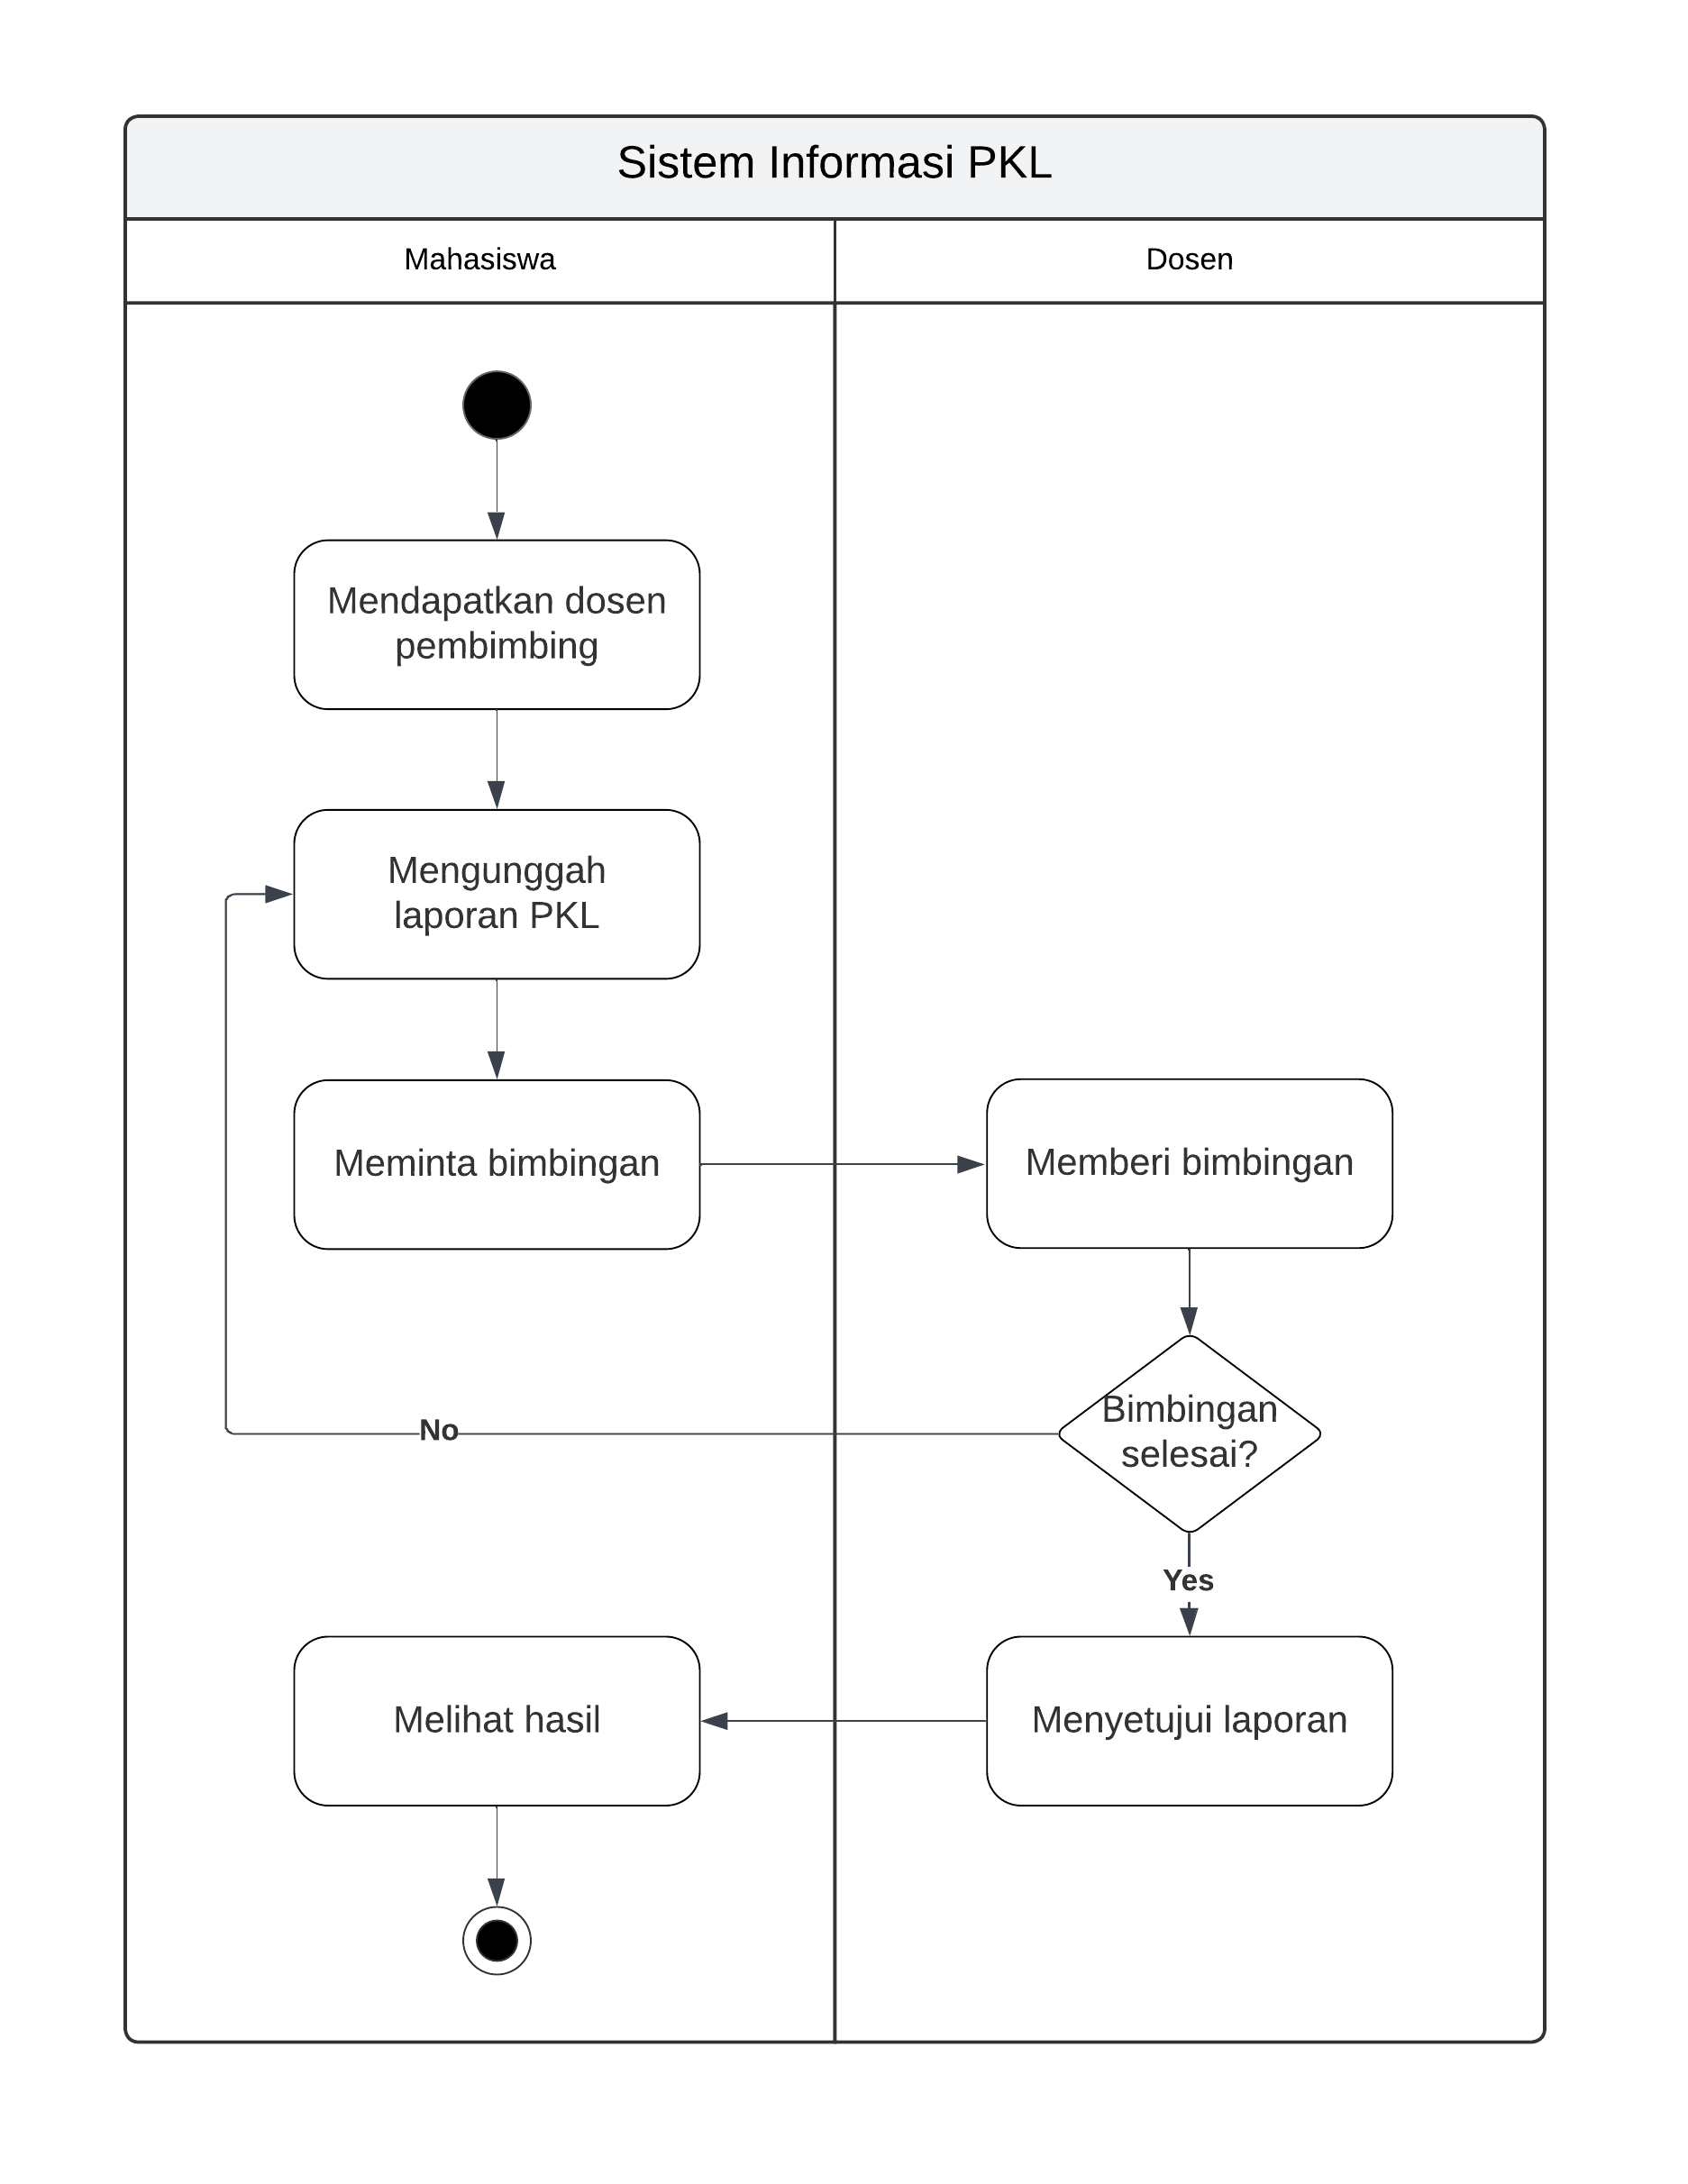 Sistem Informasi PKL
Mahasiswa
Dosen
Mendapatkan dosen
pembimbing
Mengunggah
laporan PKL
Meminta bimbingan
Memberi bimbingan
Bimbingan
selesai?
No
Yes
Melihat hasil
Menyetujui laporan